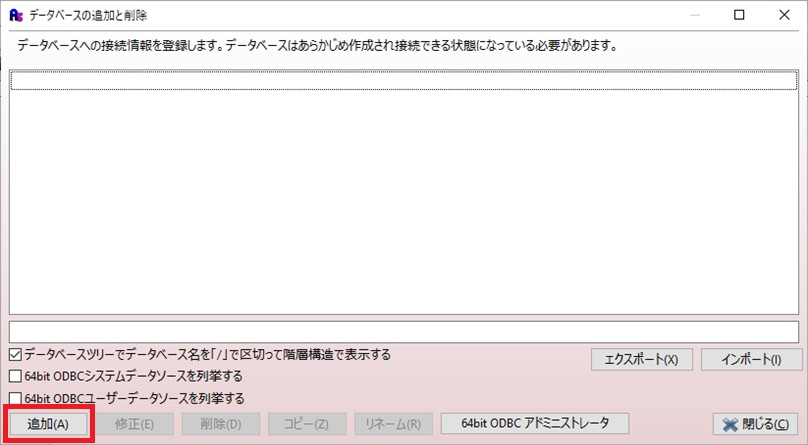 データベースの追加と削除
データベースへの接続情報を登録します。データベースはあらかじめ作成され接続できる状態になっている必要があります。
データベースツリーでデータベース名を「/」で区切って階層構造で表示する
エクスポート(X)
インポート(I)
64bit ODBCシステムデータソースを列挙する
64bit ODBCユーザーデータソースを列挙する
追加(A)
修正(E)
削除(D)
コピー(Z)
リネーム(R)
64bit ODBC アドミニストレータ
閉じる(C)